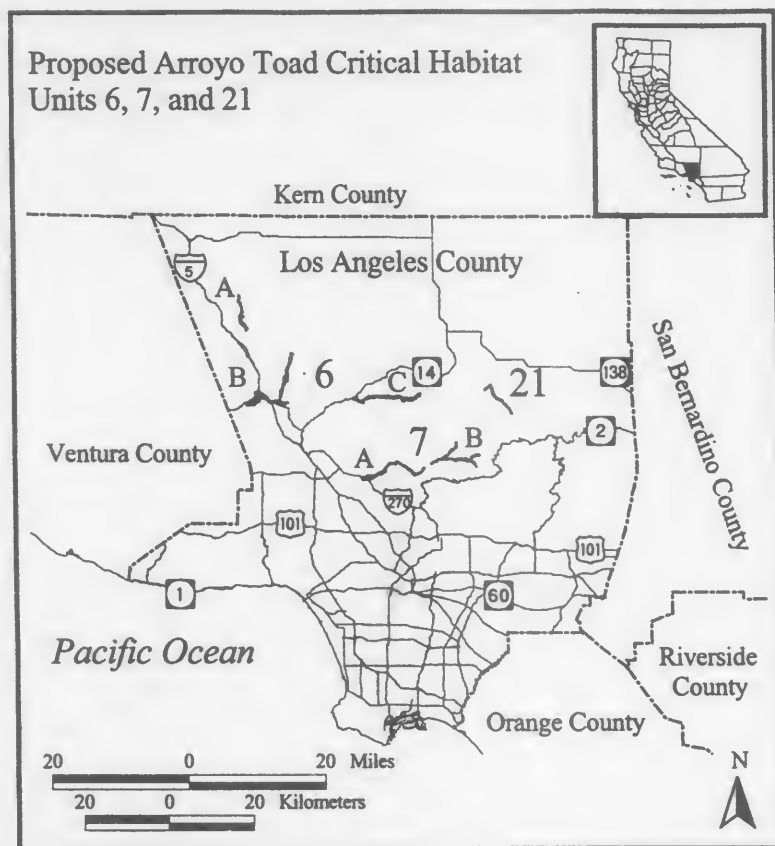 Proposed Arroyo Toad Critical Habitat
Units 6, 7, and 21
Kern County
Los Angeles County
5
A
San Bernardino County
B
6
C
14
21
138
7
B
2
Ventura County
A
270
101
101
1
60
Pacific Ocean
Riverside
County
Orange County
20 0 20 Miles
20 0 20 Kilometers
N